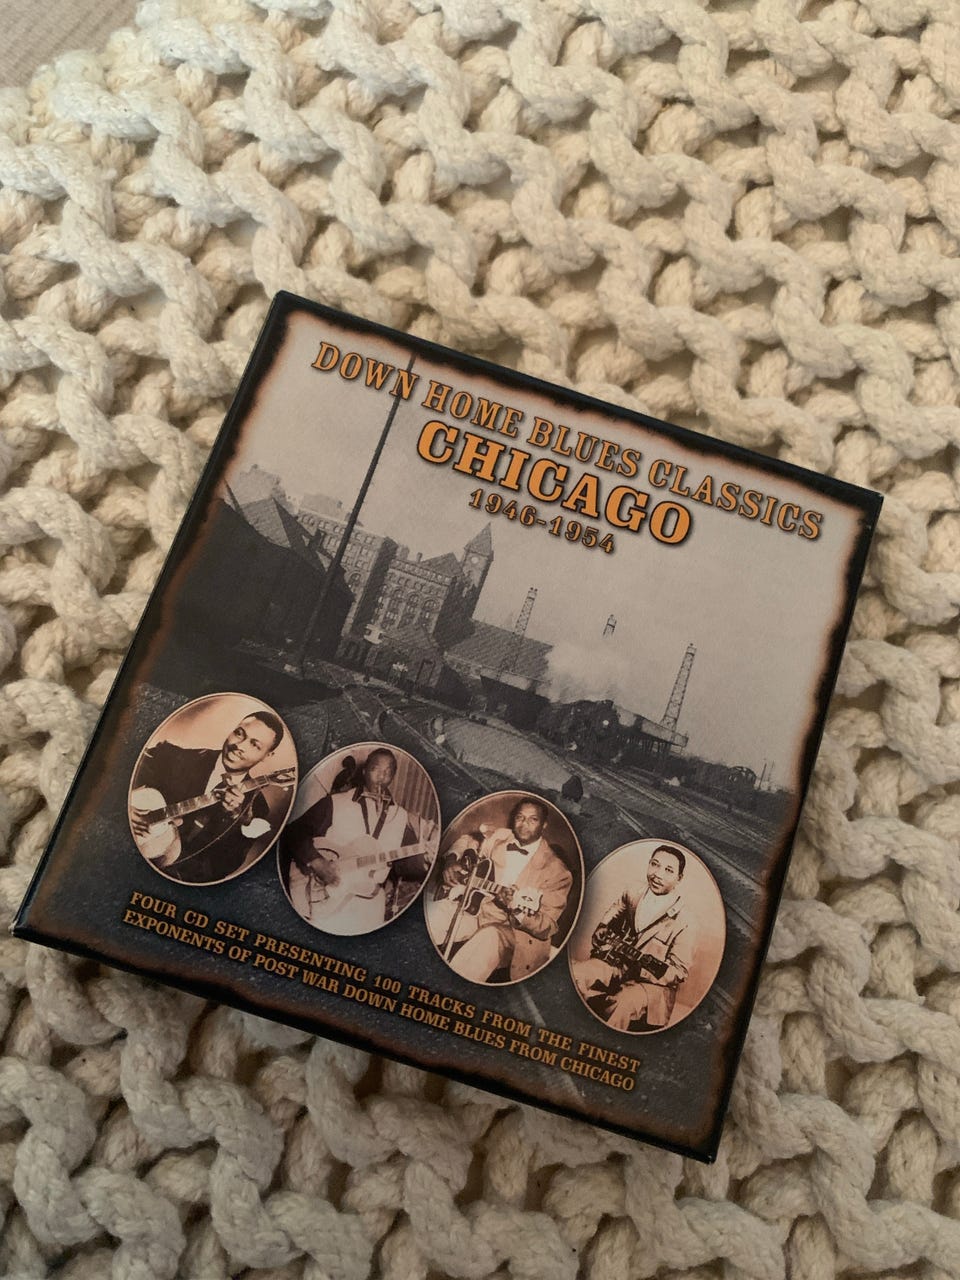 DOWN HOME BLUES CLASSICS
CHICAGO
1946-1954
FOUR CD SET PRESENTING 100 TRACKS FROM THE FINEST
EXPONENTS OF POST WAR DOWN HOME BLUES FROM CHICAGO